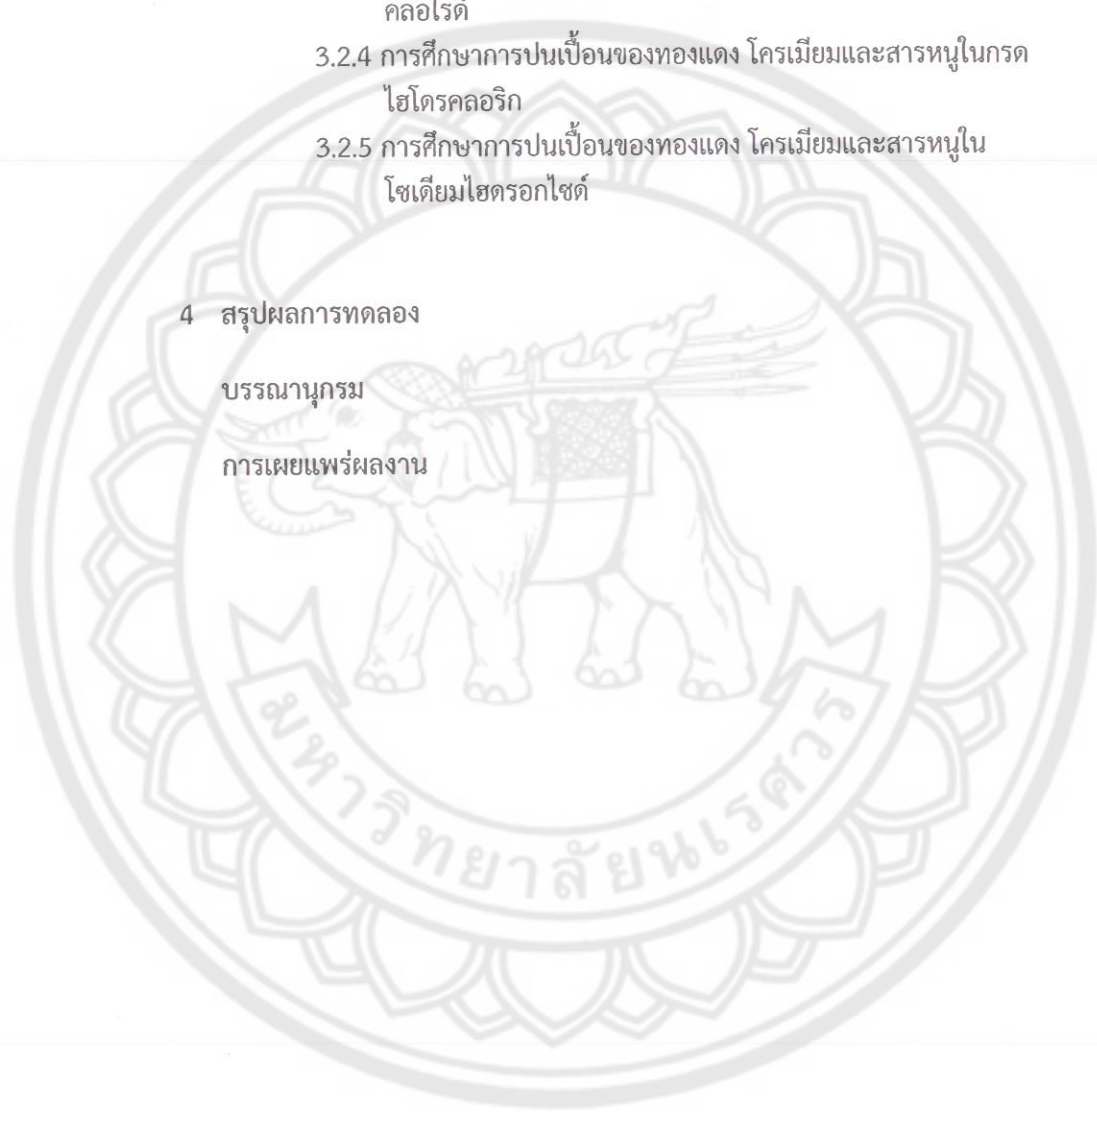 คลอไรด์
3.2.4 การศึกษาการปนเปื้อนของทองแดง โครเมียมและสารหนูในกรด
ไฮโดรคลอริก
3.2.5 การศึกษาการปนเปื้อนของทองแดง โครเมียมและสารหนูใน
โซเดียมไฮดรอกไซด์
4 สรุปผลการทดลอง
บรรณานุกรม
การเผยแพร่ผลงาน
มหาวิทยาลัยนเรศวร